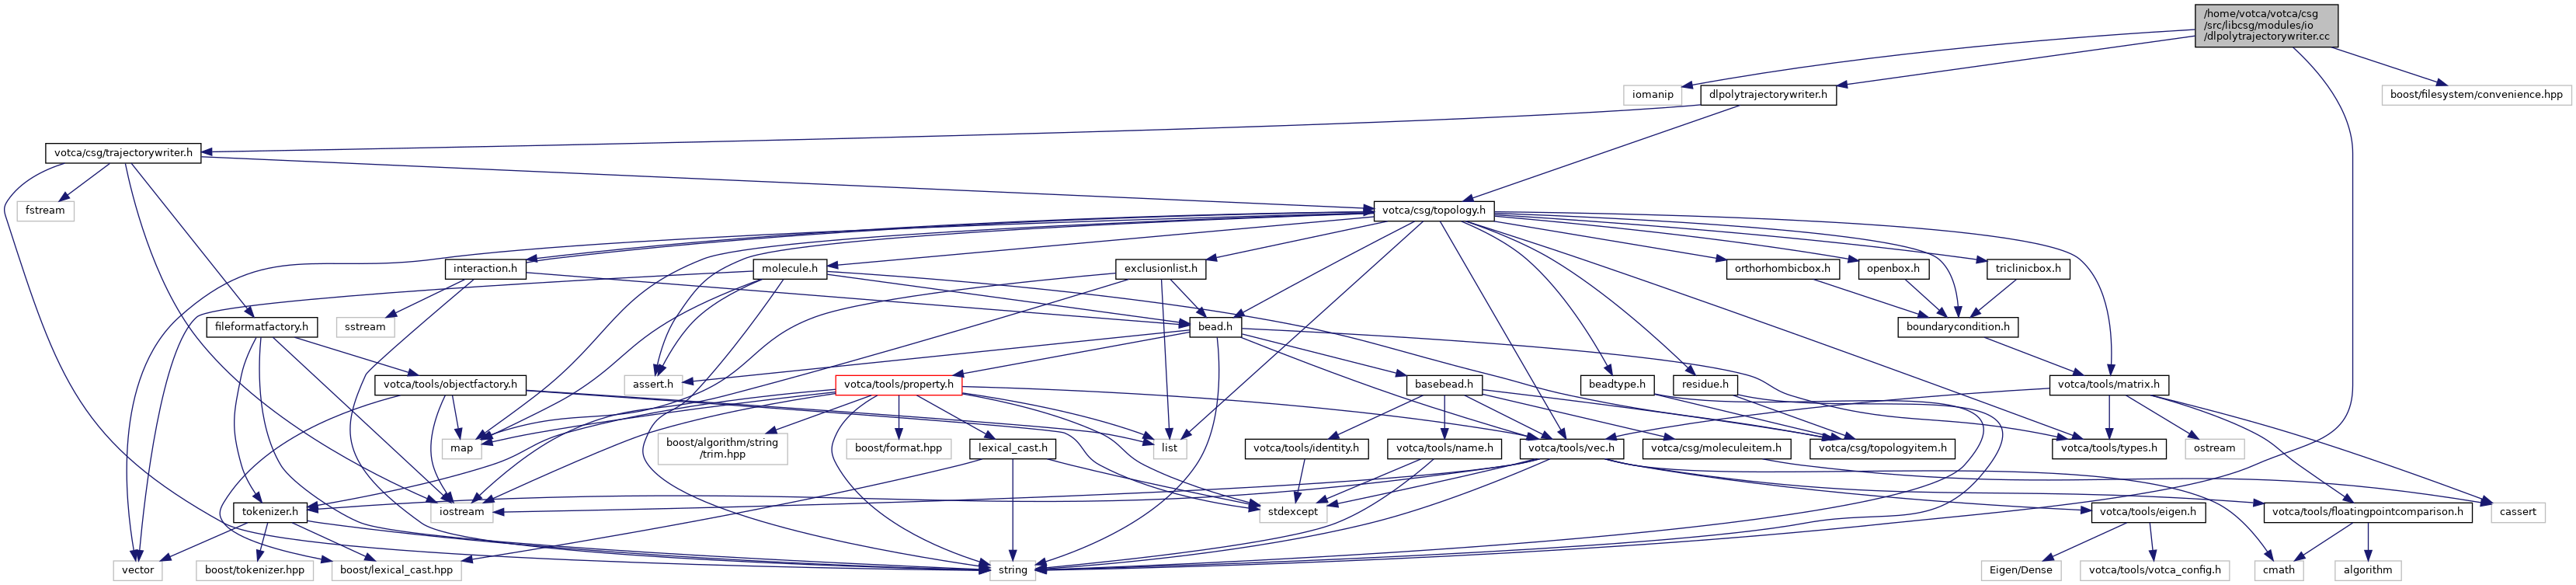 /home/votca/votca/csg
/src/libcsg/modules/io
/dlpolytrajectorywriter.cc
iomanip
dlpolytrajectorywriter.h
boost/filesystem/convenience.hpp
votca/csg/trajectorywriter.h
fstream
votca/csg/topology.h
interaction.h
molecule.h
exclusionlist.h
orthorhombicbox.h
openbox.h
triclinicbox.h
fileformatfactory.h
sstream
bead.h
boundarycondition.h
votca/tools/objectfactory.h
assert.h
votca/tools/property.h
basebead.h
beadtype.h
residue.h
votca/tools/matrix.h
map
boost/algorithm/string
/trim.hpp
boost/format.hpp
lexical_cast.h
list
votca/tools/identity.h
votca/tools/name.h
votca/tools/vec.h
votca/csg/moleculeitem.h
votca/csg/topologyitem.h
votca/tools/types.h
ostream
tokenizer.h
iostream
stdexcept
votca/tools/eigen.h
votca/tools/floatingpointcomparison.h
cassert
vector
boost/tokenizer.hpp
boost/lexical_cast.hpp
string
Eigen/Dense
votca/tools/votca_config.h
cmath
algorithm